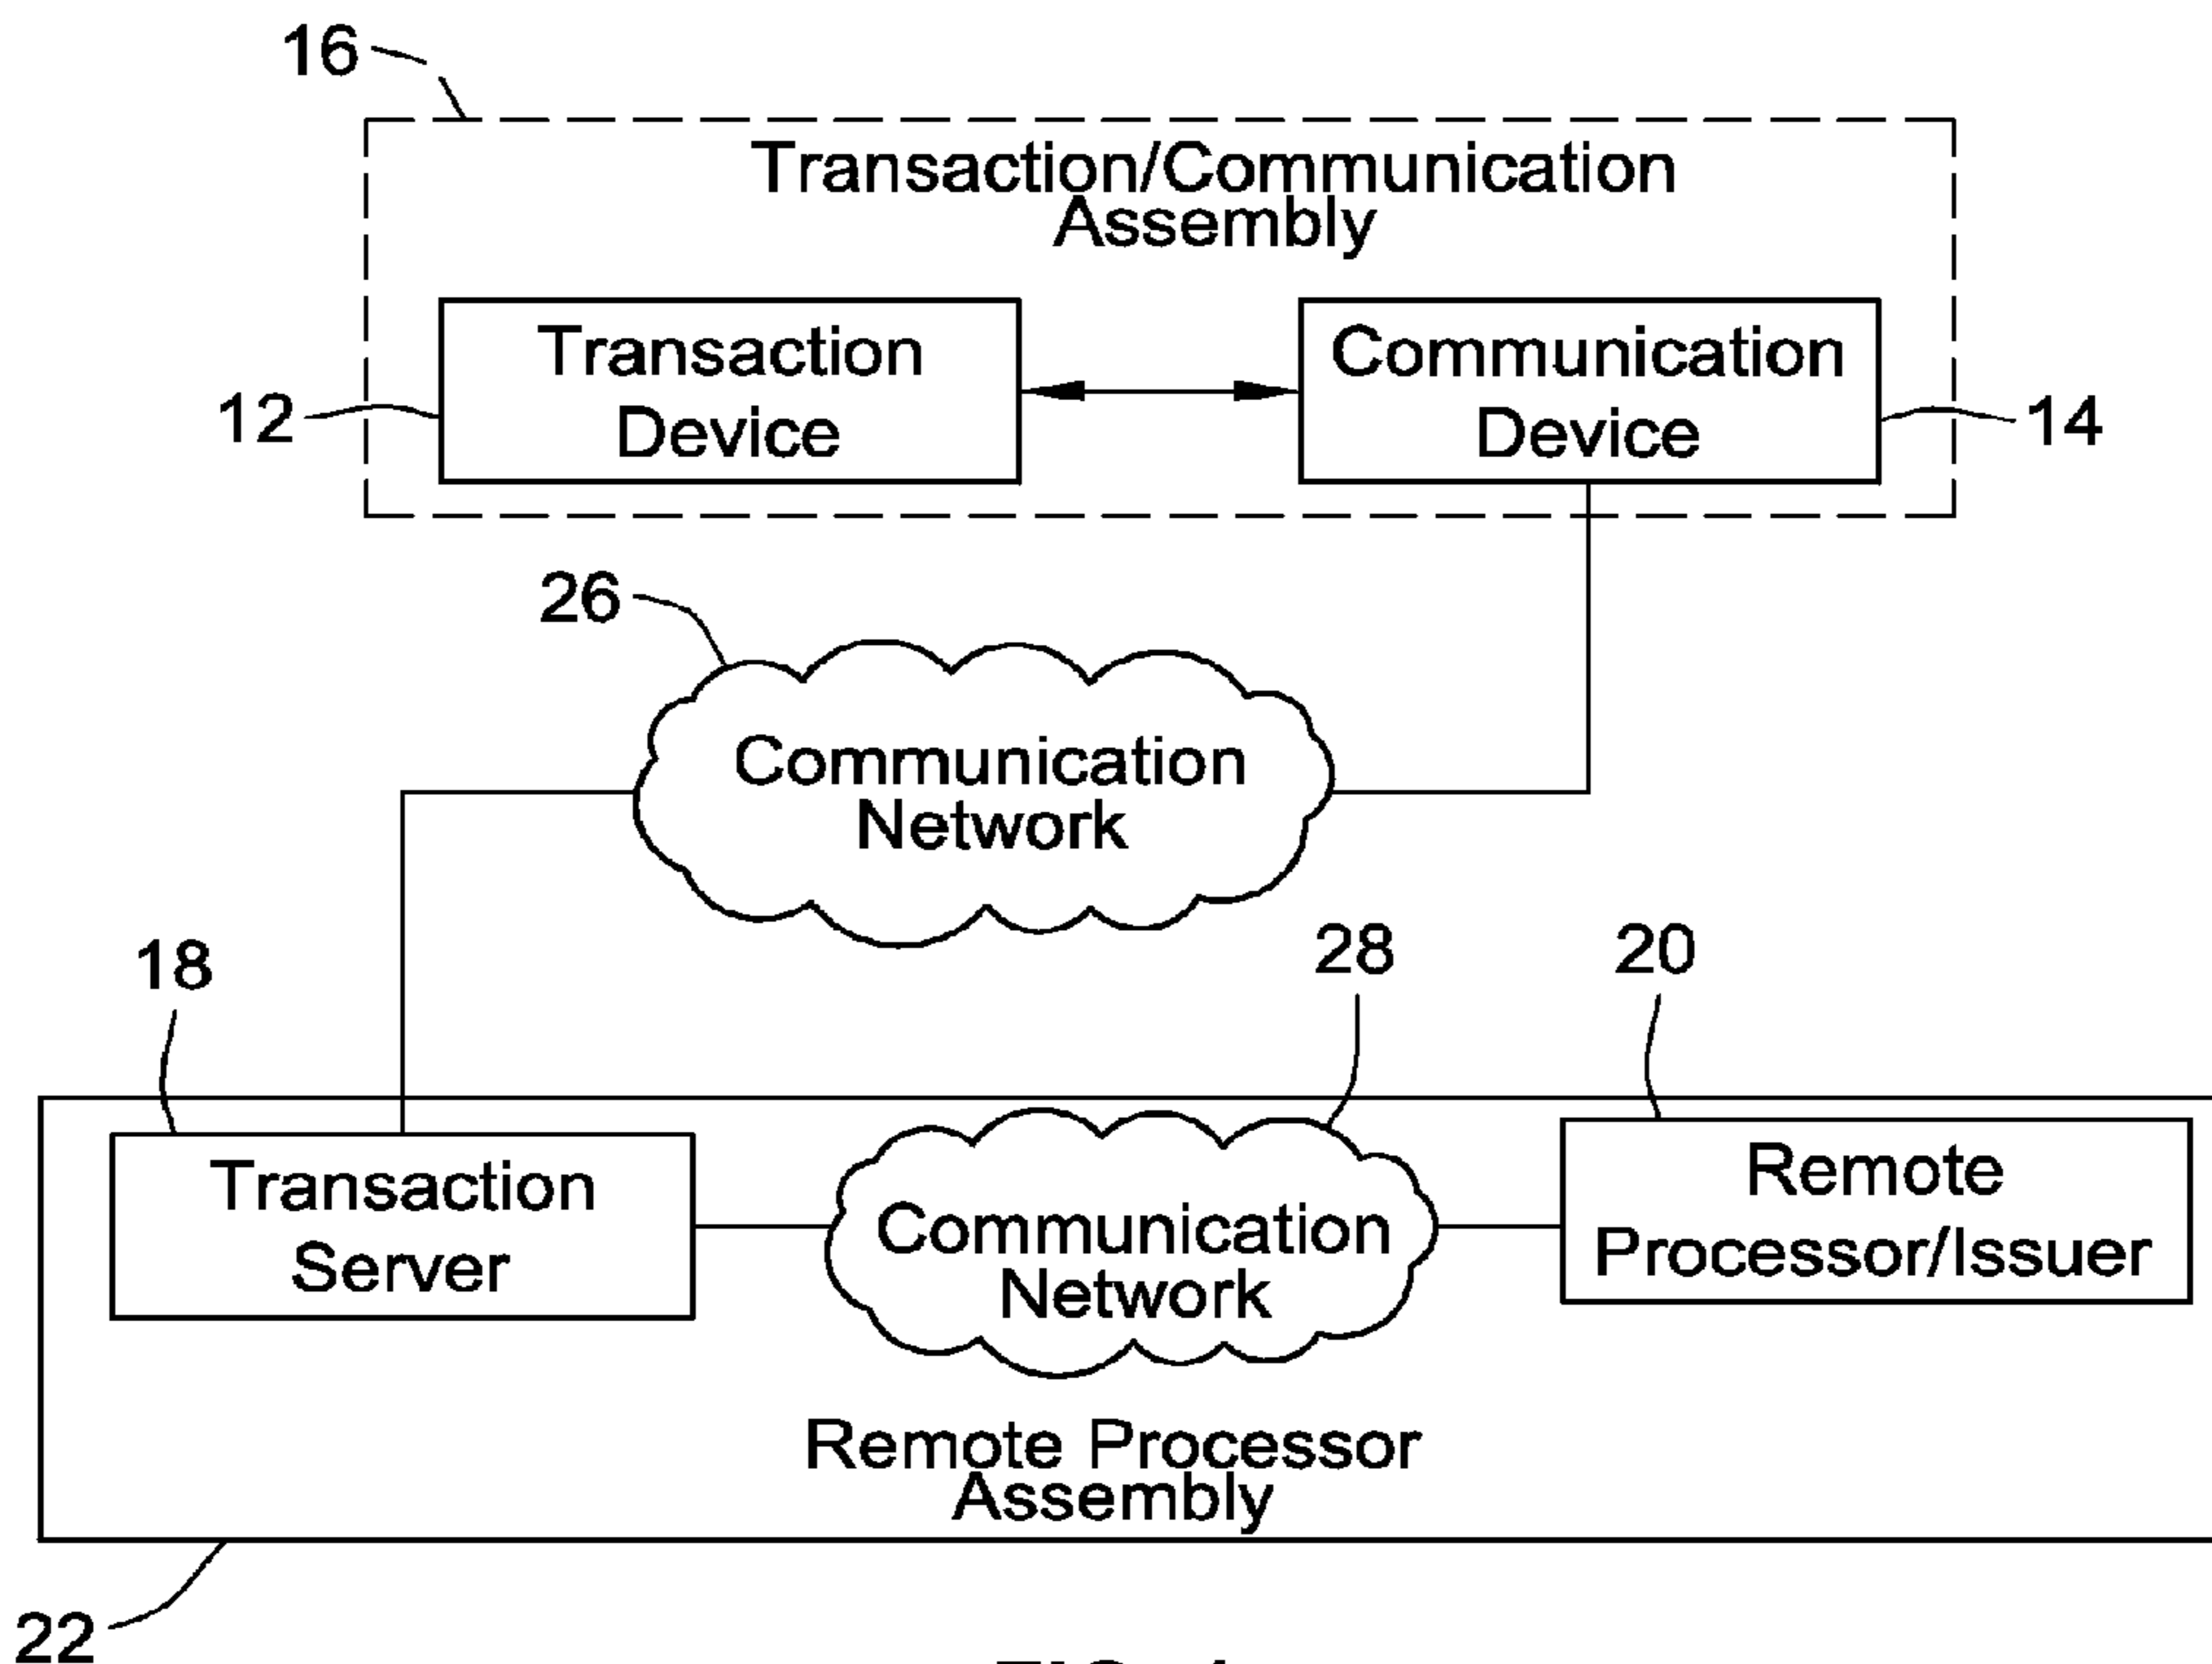 16
Transaction/Communication
Assembly
Transaction
Device
Communication
Device
12
14
26
Communication
Network
18
28
20
Transaction
Server
Communication
Network
Remote
Processor/Issuer
Remote Processor
Assembly
22